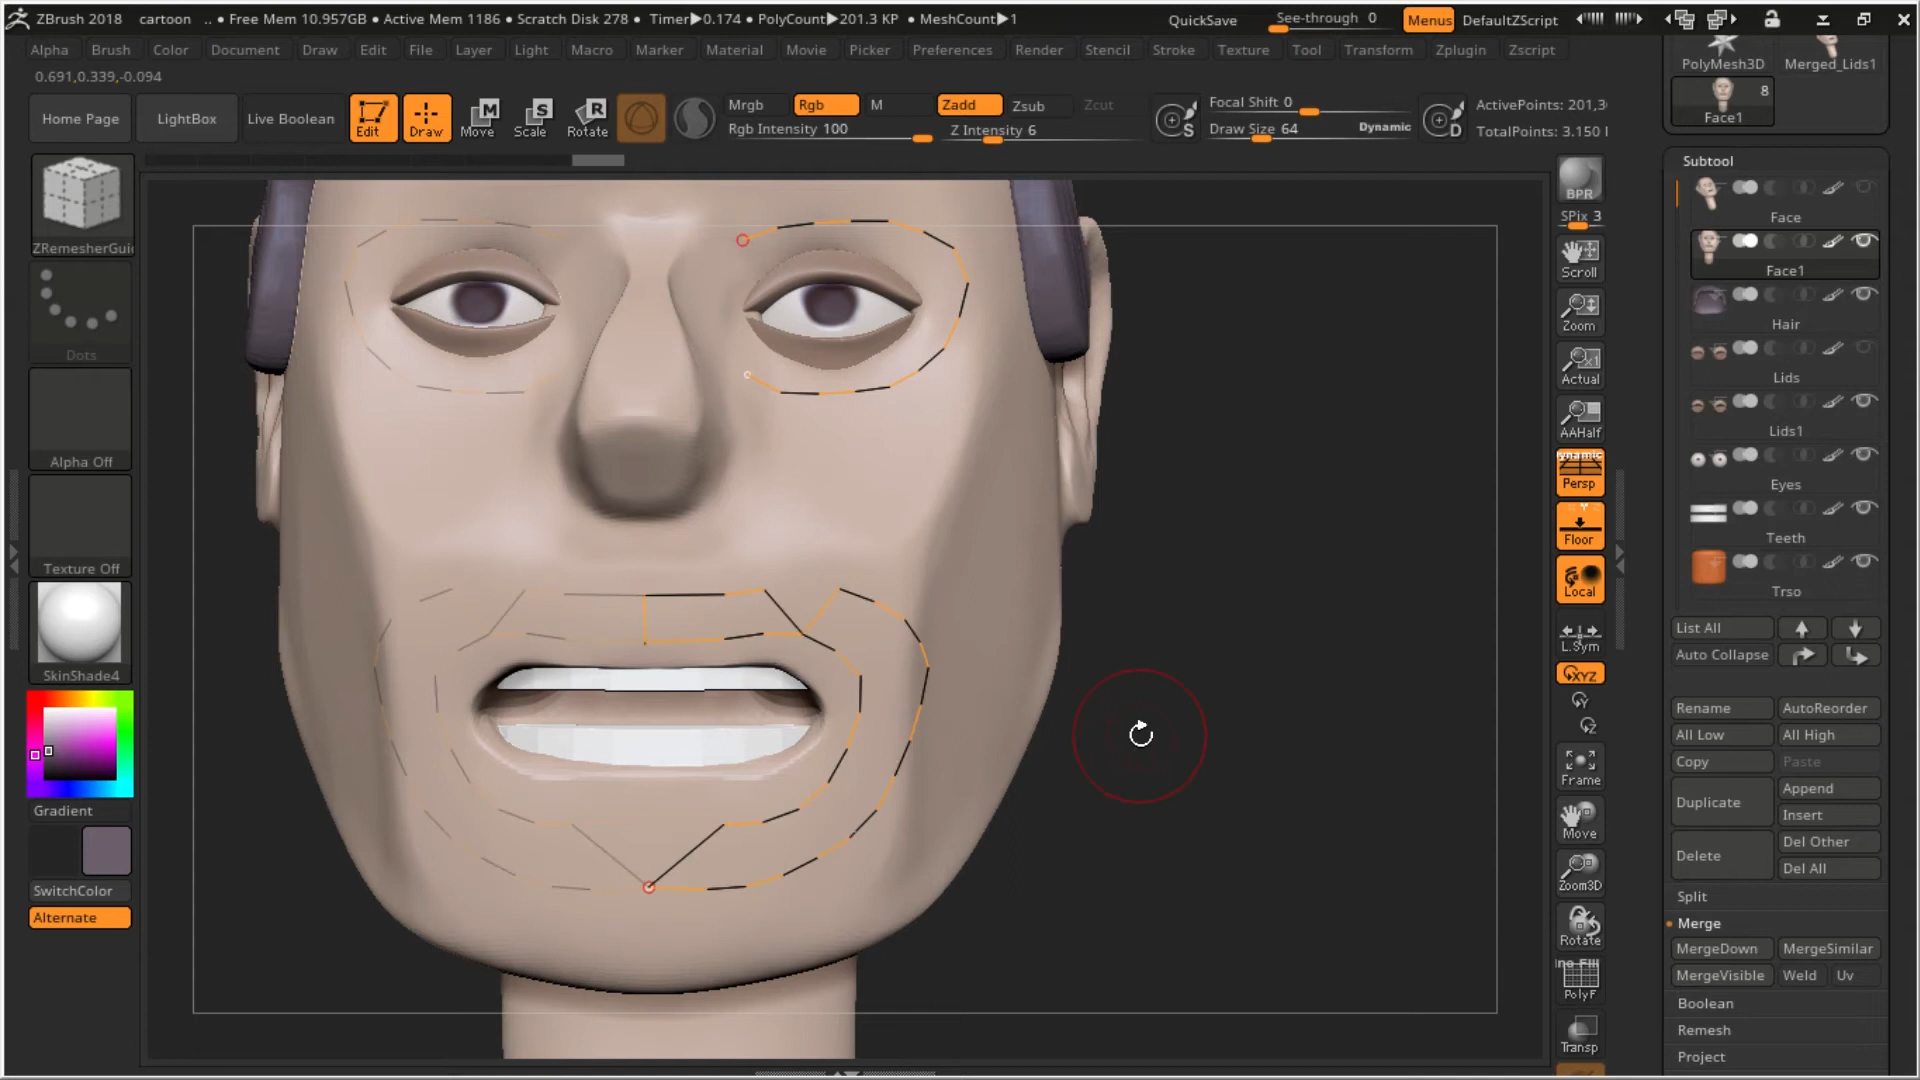 ZBrush 2018 cartoon .. • Free Mem 10.957GB • Active Mem 1186 • Scratch Disk 278 • Timer▶0.174 • PolyCount▶201.3 KP • MeshCount▶1 QuickSave See-through 0 Menus DefaultZScript
Alpha Brush Color Document Draw Edit File Layer Light Macro Marker Material Movie Picker Preferences Render Stencil Stroke Texture Tool Transform Zplugin Zscript
0.691,0.339,-0.094
Home Page LightBox Live Boolean Edit Draw Move Scale Rotate
Mrgb Rgb M Zadd Zsub Zcut
Rgb Intensity 100 Z Intensity 6
S Focal Shift 0
Draw Size 64 Dynamic D
ActivePoints: 201,3
TotalPoints: 3.150
PolyMesh3D Merged_Lids1
8
Face1
ZRemesherGui
Dots
Alpha Off
Texture Off
SkinShade4
Gradient
SwitchColor
Alternate
BPR
SPix 3
Scroll
Zoom
Actual
AAHalf
Dynamic
Persp
Floor
Local
L.Sym
XYZ
Y
Z
Frame
Move
Zoom3D
Rotate
PolyF
Transp
Subtool
Face
Face1
Hair
Lids
Lids1
Eyes
Teeth
Trso
List All
Auto Collapse
Rename AutoReorder
All Low All High
Copy Paste
Duplicate Append
Insert
Delete Del Other
Del All
Split
Merge
MergeDown MergeSimilar
MergeVisible Weld Uv
Boolean
Remesh
Project